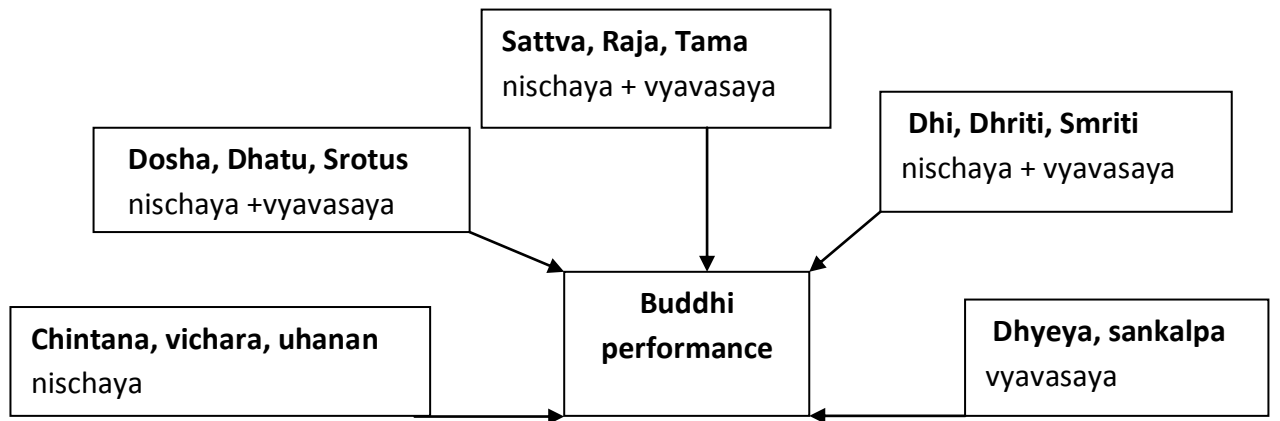 Sattva, Raja, Tama
nischaya + vyavasaya
Dhi, Dhriti, Smriti
nischaya + vyavasaya
Dosha, Dhatu, Srotus
nischaya +vyavasaya
Buddhi
performance
Chintana, vichara, uhanan
nischaya
Dhyeya, sankalpa
vyavasaya